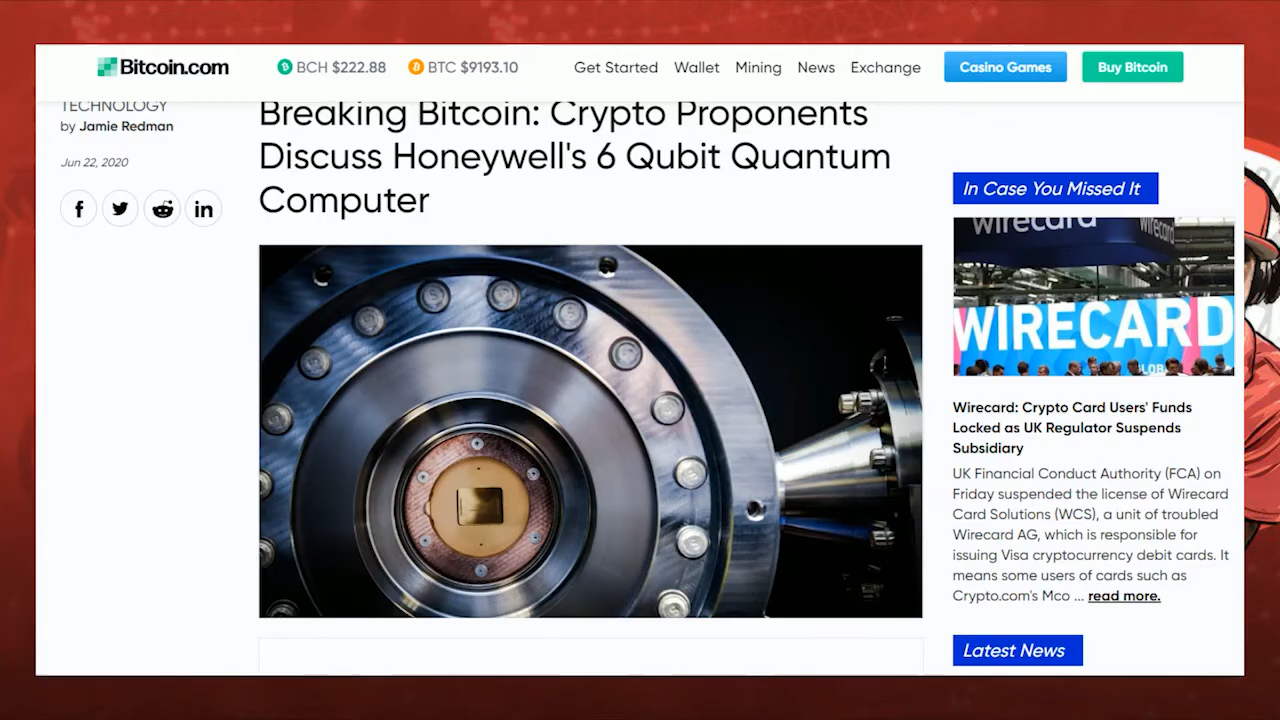 Bitcoin.com
BCH $222.88
BTC $9193.10
Get Started
Wallet
Mining
News
Exchange
Casino Games
Buy Bitcoin
TECHNOLOGY
by Jamie Redman
Jun 22, 2020
Breaking Bitcoin: Crypto Proponents
Discuss Honeywell's 6 Qubit Quantum
Computer
In Case You Missed It
wirecard
wirecard
WIRECARD
Wirecard: Crypto Card Users' Funds
Locked as UK Regulator Suspends
Subsidiary
UK Financial Conduct Authority (FCA) on
Friday suspended the license of Wirecard
Card Solutions (WCS), a unit of troubled
Wirecard AG, which is responsible for
issuing Visa cryptocurrency debit cards. It
means some users of cards such as
Crypto.com's Mco ... read more.
Latest News